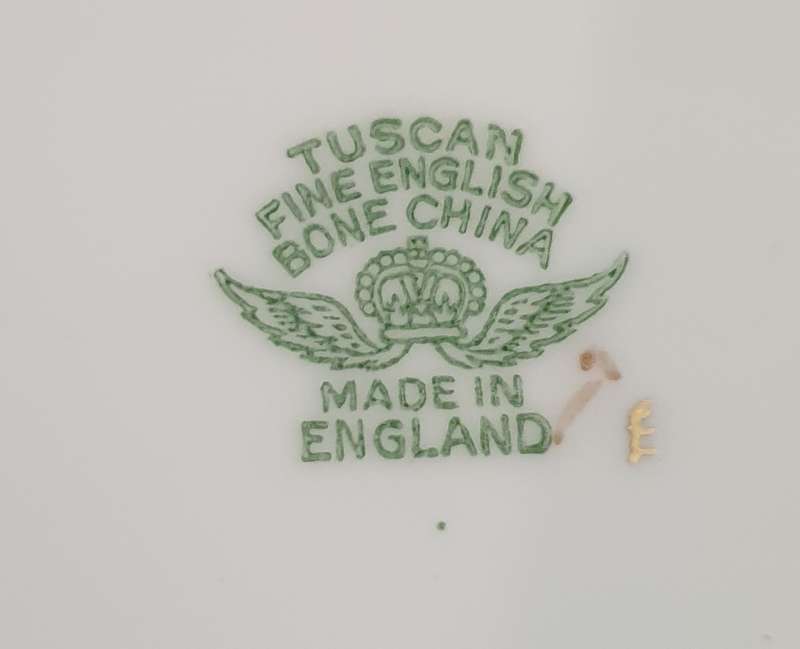 TUSCAN
FINE ENGLISH
BONE CHINA
MADE IN
ENGLAND
E